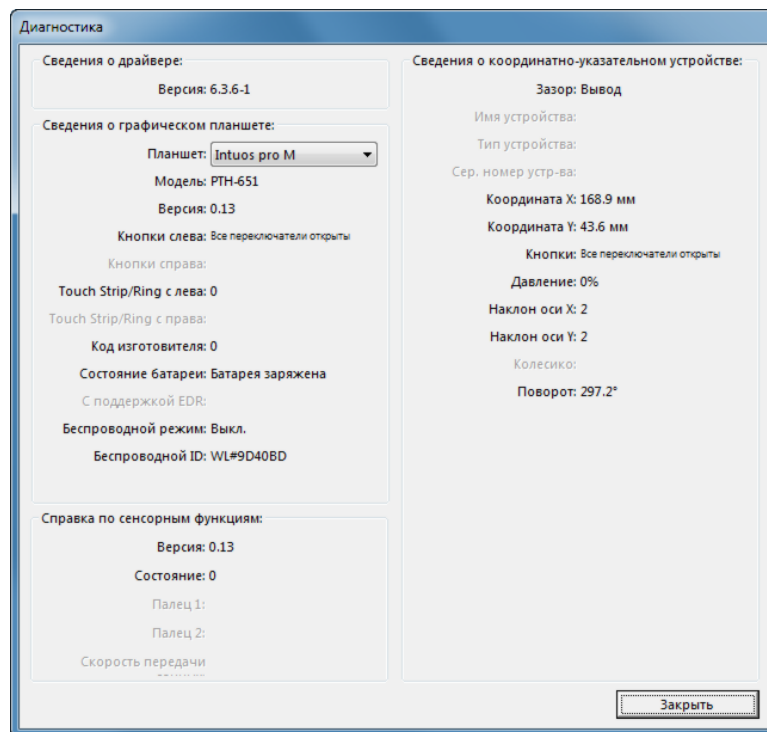 Диагностика
Сведения о драйвере:
Версия: 6.3.6-1
Сведения о графическом планшете:
Планшет: Intuos pro M
Модель: PTH-651
Версия: 0.13
Кнопки слева: Все переключатели открыты
Кнопки справа:
Touch Strip/Ring с лева: 0
Touch Strip/Ring с права:
Код изготовителя: 0
Состояние батареи: Батарея заряжена
С поддержкой EDR:
Беспроводной режим: Выкл.
Беспроводной ID: WL#9D40BD
Справка по сенсорным функциям:
Версия: 0.13
Состояние: 0
Палец 1:
Палец 2:
Скорость передачи
Сведения о координатно-указательном устройстве:
Зазор: Вывод
Имя устройства:
Тип устройства:
Сер. номер устр-ва:
Координата X: 168.9 мм
Координата Y: 43.6 мм
Кнопки: Все переключатели открыты
Давление: 0%
Наклон оси X: 2
Наклон оси Y: 2
Колесико:
Поворот: 297.2°
Закрыть